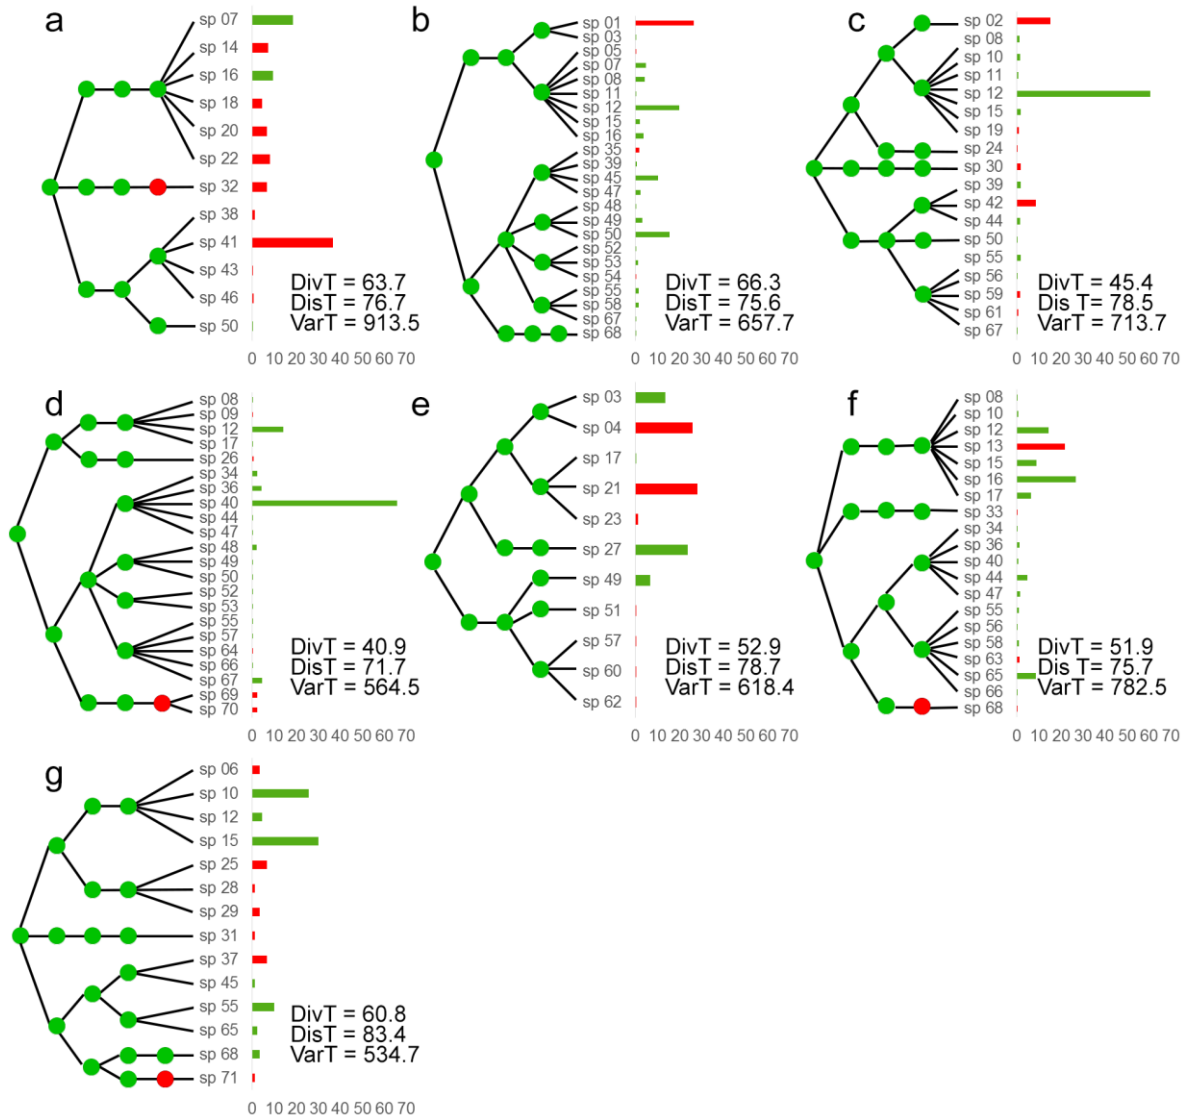 a
sp 07
sp 14
sp 16
sp 18
sp 20
sp 22
sp 32
sp 38
sp 41
sp 43
sp 46
sp 50
DivT = 63.7
DisT = 76.7
VarT = 913.5
0 10 20 30 40 50 60 70
b
sp 01
sp 03
sp 05
sp 07
sp 08
sp 11
sp 12
sp 15
sp 16
sp 35
sp 39
sp 45
sp 47
sp 48
sp 49
sp 50
sp 52
sp 53
sp 54
sp 55
sp 58
sp 67
sp 68
DivT = 66.3
DisT = 75.6
VarT = 657.7
0 10 20 30 40 50 60 70
c
sp 02
sp 08
sp 10
sp 11
sp 12
sp 15
sp 19
sp 24
sp 30
sp 39
sp 42
sp 44
sp 50
sp 55
sp 56
sp 59
sp 61
sp 67
DivT = 45.4
DisT = 78.5
VarT = 713.7
0 10 20 30 40 50 60 70
d
sp 08
sp 09
sp 12
sp 17
sp 26
sp 34
sp 36
sp 40
sp 44
sp 47
sp 48
sp 49
sp 50
sp 52
sp 53
sp 55
sp 57
sp 64
sp 66
sp 67
sp 69
sp 70
DivT = 40.9
DisT = 71.7
VarT = 564.5
0 10 20 30 40 50 60 70
e
sp 03
sp 04
sp 17
sp 21
sp 23
sp 27
sp 49
sp 51
sp 57
sp 60
sp 62
DivT = 52.9
DisT = 78.7
VarT = 618.4
0 10 20 30 40 50 60 70
f
sp 08
sp 10
sp 12
sp 13
sp 15
sp 16
sp 17
sp 33
sp 34
sp 36
sp 40
sp 44
sp 47
sp 55
sp 56
sp 58
sp 63
sp 65
sp 66
sp 68
DivT = 51.9
DisT = 75.7
VarT = 782.5
0 10 20 30 40 50 60 70
g
sp 06
sp 10
sp 12
sp 15
sp 25
sp 28
sp 29
sp 31
sp 37
sp 45
sp 55
sp 65
sp 68
sp 71
DivT = 60.8
DisT = 83.4
VarT = 534.7
0 10 20 30 40 50 60 70